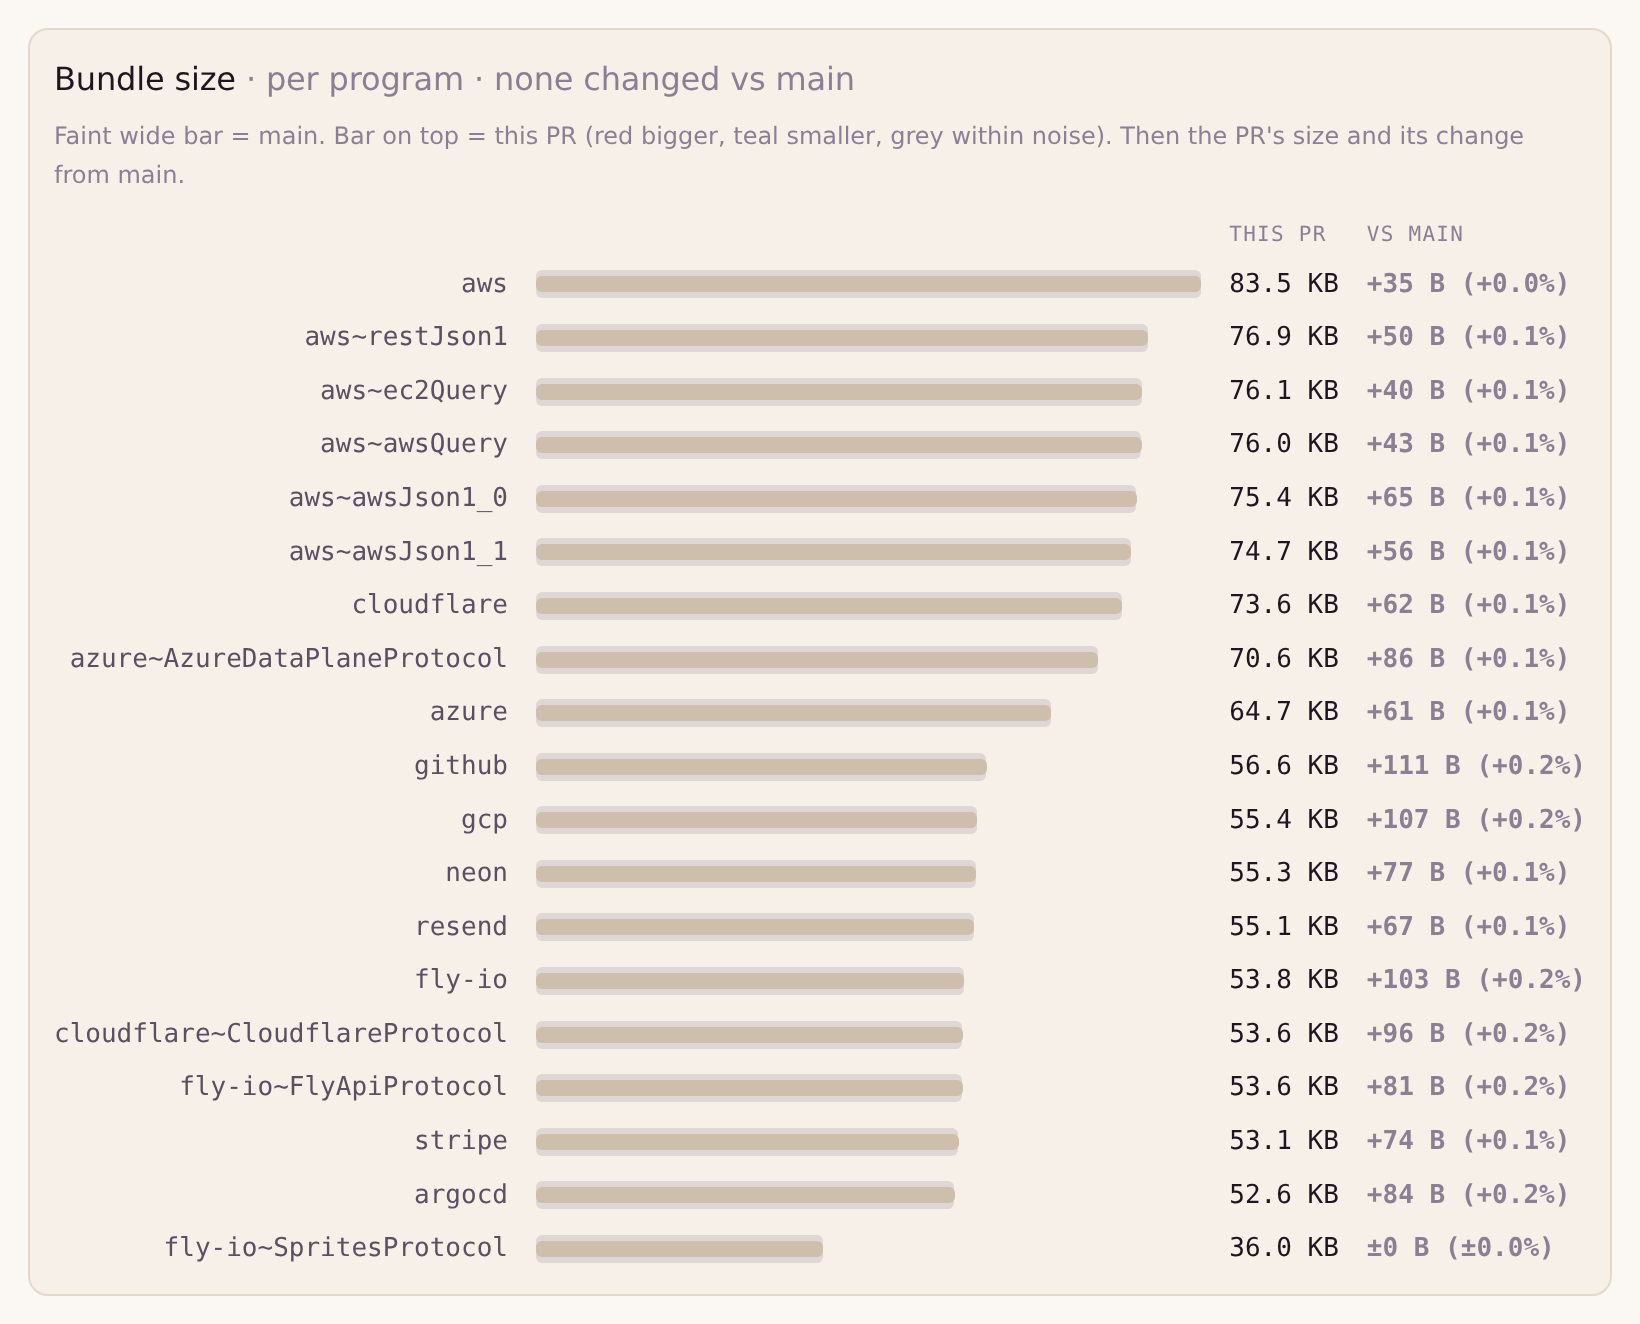 Bundle size · per program · none changed vs main
Faint wide bar = main. Bar on top = this PR (red bigger, teal smaller, grey within noise). Then the PR's size and its change
from main.
THIS PR VS MAIN
aws 83.5 KB +35 B (+0.0%)
aws~restJson1 76.9 KB +50 B (+0.1%)
aws~ec2Query 76.1 KB +40 B (+0.1%)
aws~awsQuery 76.0 KB +43 B (+0.1%)
aws~awsJson1_0 75.4 KB +65 B (+0.1%)
aws~awsJson1_1 74.7 KB +56 B (+0.1%)
cloudflare 73.6 KB +62 B (+0.1%)
azure~AzureDataPlaneProtocol 70.6 KB +86 B (+0.1%)
azure 64.7 KB +61 B (+0.1%)
github 56.6 KB +111 B (+0.2%)
gcp 55.4 KB +107 B (+0.2%)
neon 55.3 KB +77 B (+0.1%)
resend 55.1 KB +67 B (+0.1%)
fly-io 53.8 KB +103 B (+0.2%)
cloudflare~CloudflareProtocol 53.6 KB +96 B (+0.2%)
fly-io~FlyApiProtocol 53.6 KB +81 B (+0.2%)
stripe 53.1 KB +74 B (+0.1%)
argocd 52.6 KB +84 B (+0.2%)
fly-io~SpritesProtocol 36.0 KB ±0 B (±0.0%)